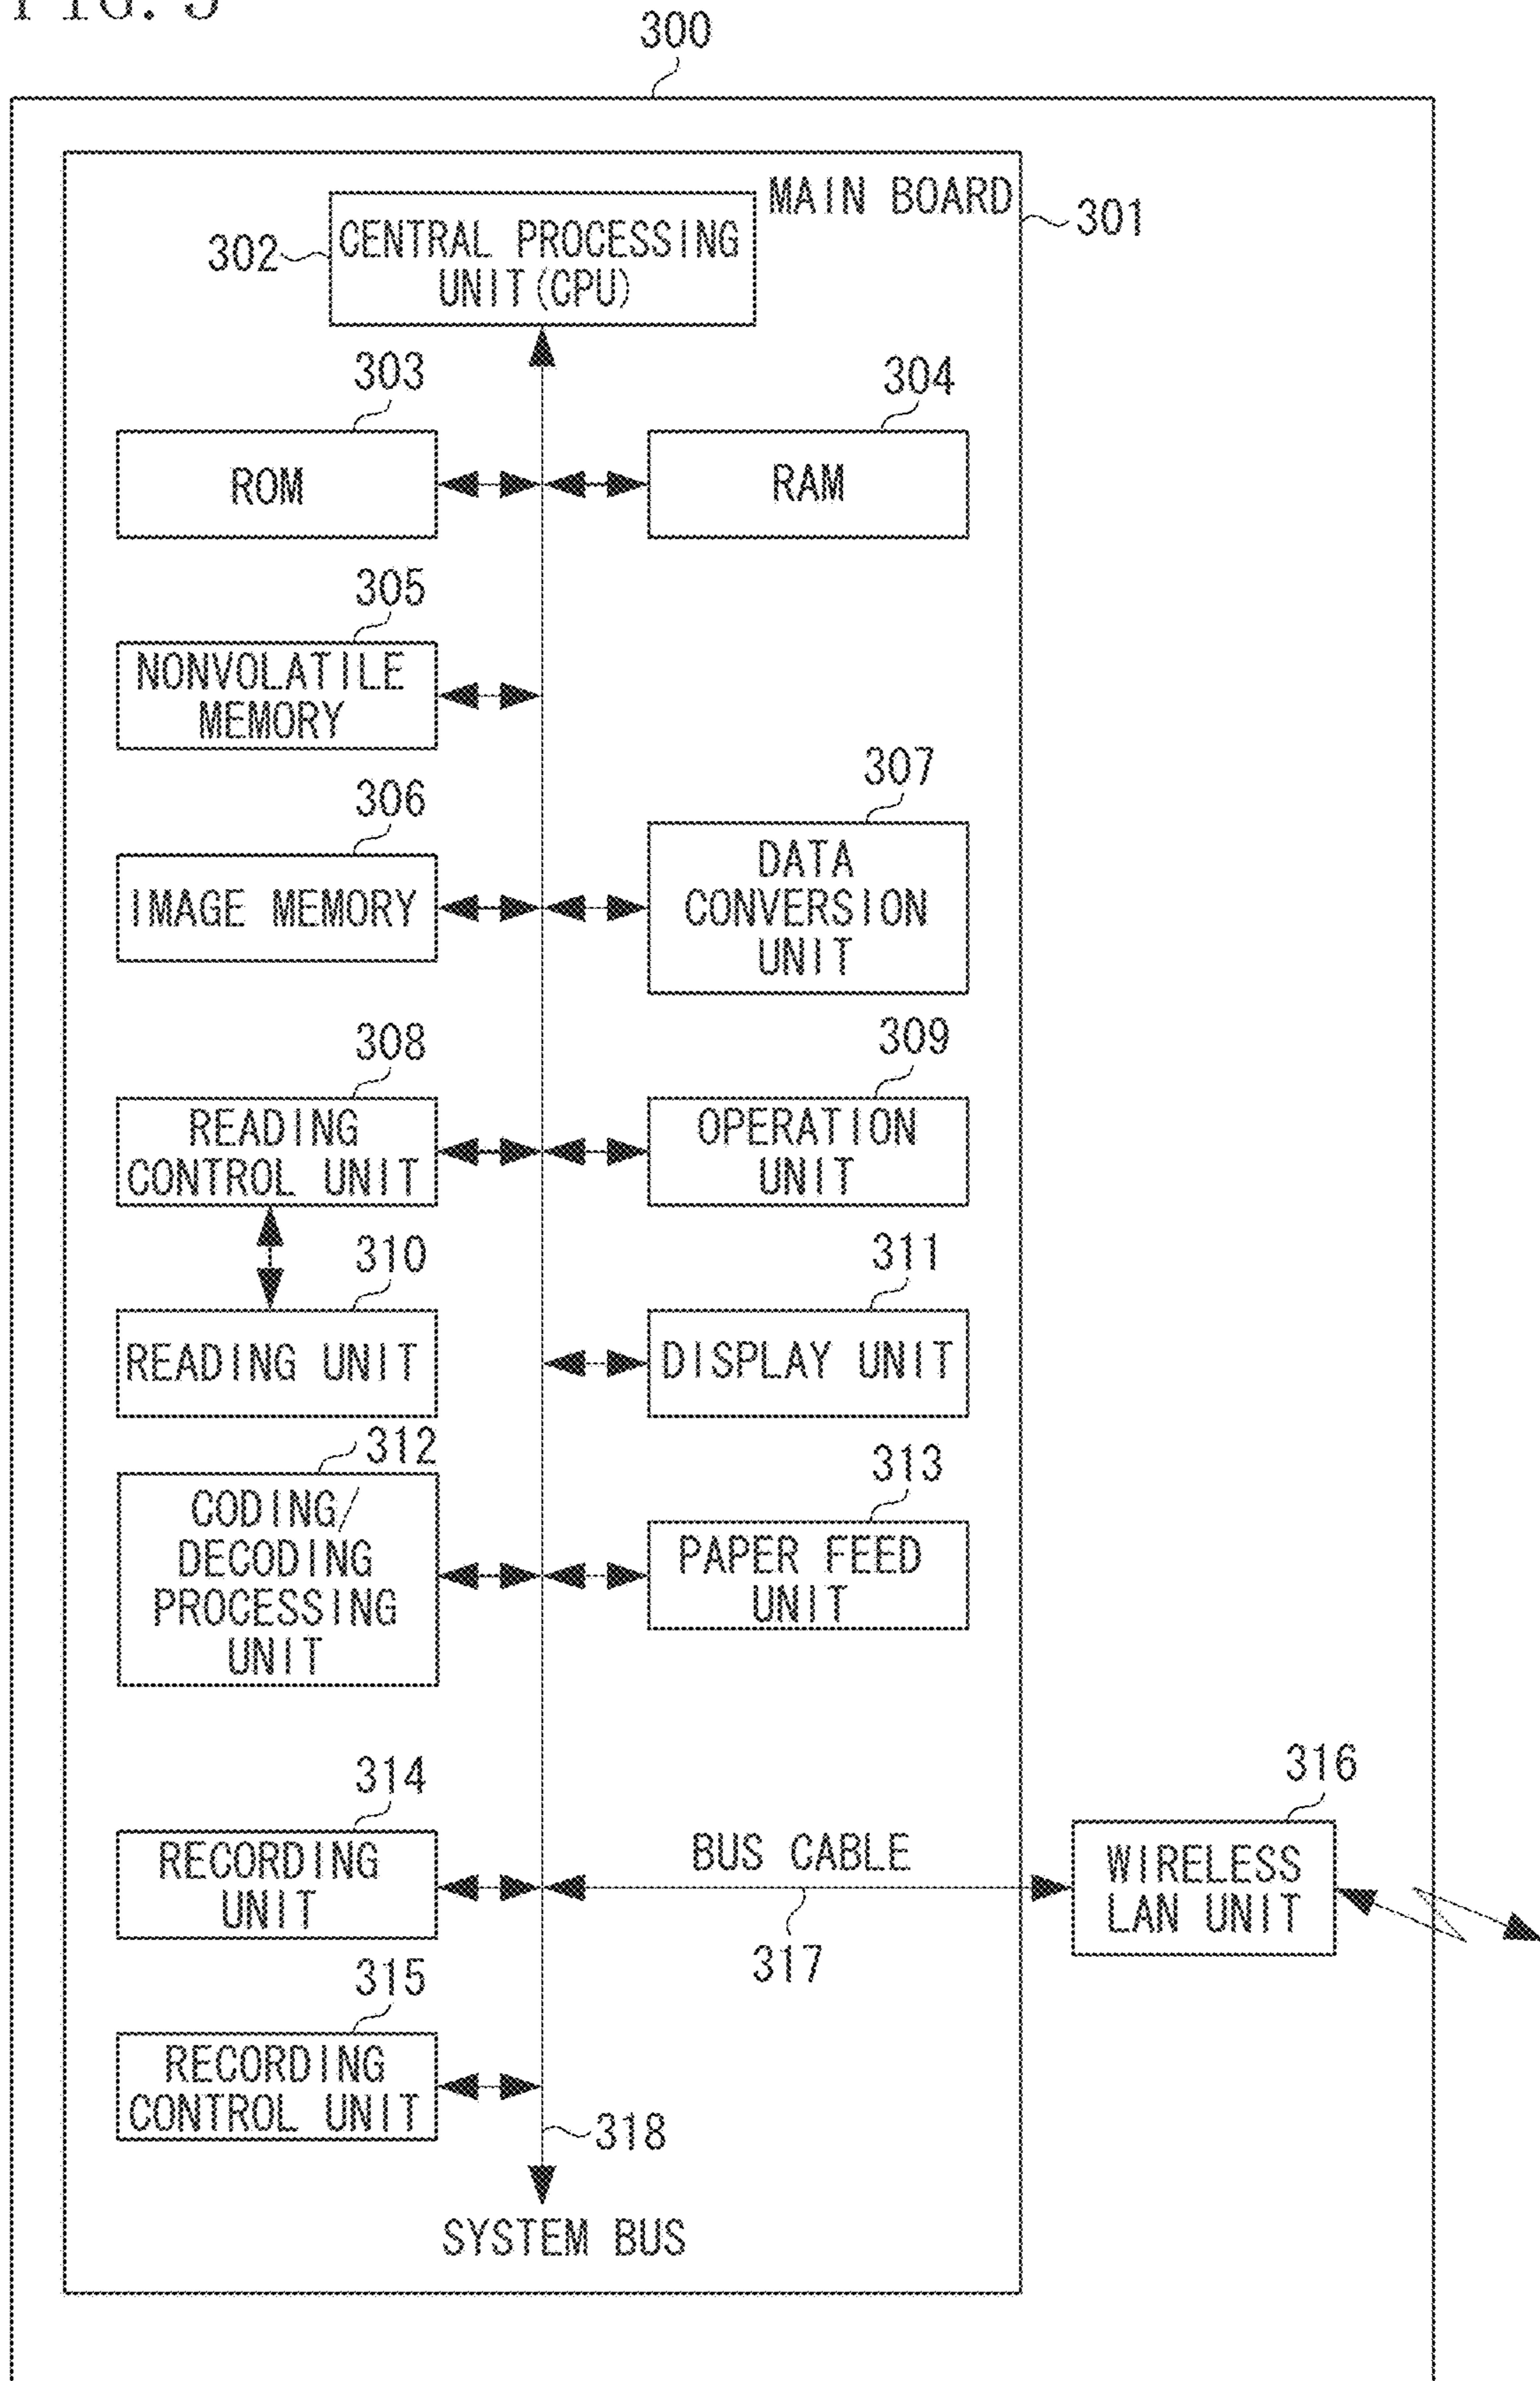 FIG. 3
300
MAIN BOARD
301
302
CENTRAL PROCESSING
UNIT(CPU)
303
304
ROM
RAM
305
NONVOLATILE
MEMORY
306
307
IMAGE MEMORY
DATA
CONVERSION
UNIT
308
309
READING
CONTROL UNIT
OPERATION
UNIT
310
311
READING UNIT
DISPLAY UNIT
312
313
CODING/
DECODING
PROCESSING
UNIT
PAPER FEED
UNIT
314
316
RECORDING
UNIT
BUS CABLE
317
WIRELESS
LAN UNIT
315
RECORDING
CONTROL UNIT
318
SYSTEM BUS